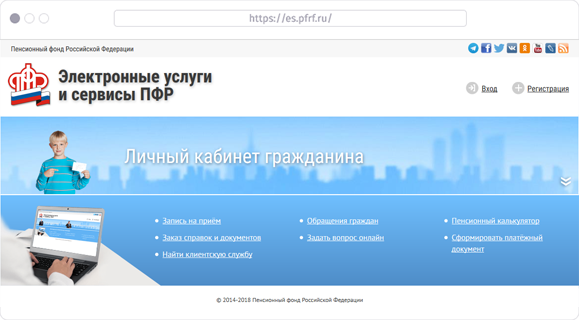 https://es.pfrf.ru/
Пенсионный фонд Российской Федерации
Электронные услуги
и сервисы ПФР
Вход
Регистрация
Личный кабинет гражданина
Запись на приём
Обращения граждан
Пенсионный калькулятор
Заказ справок и документов
Задать вопрос онлайн
Сформировать платёжный
документ
Найти клиентскую службу
© 2014-2018 Пенсионный фонд Российской Федерации